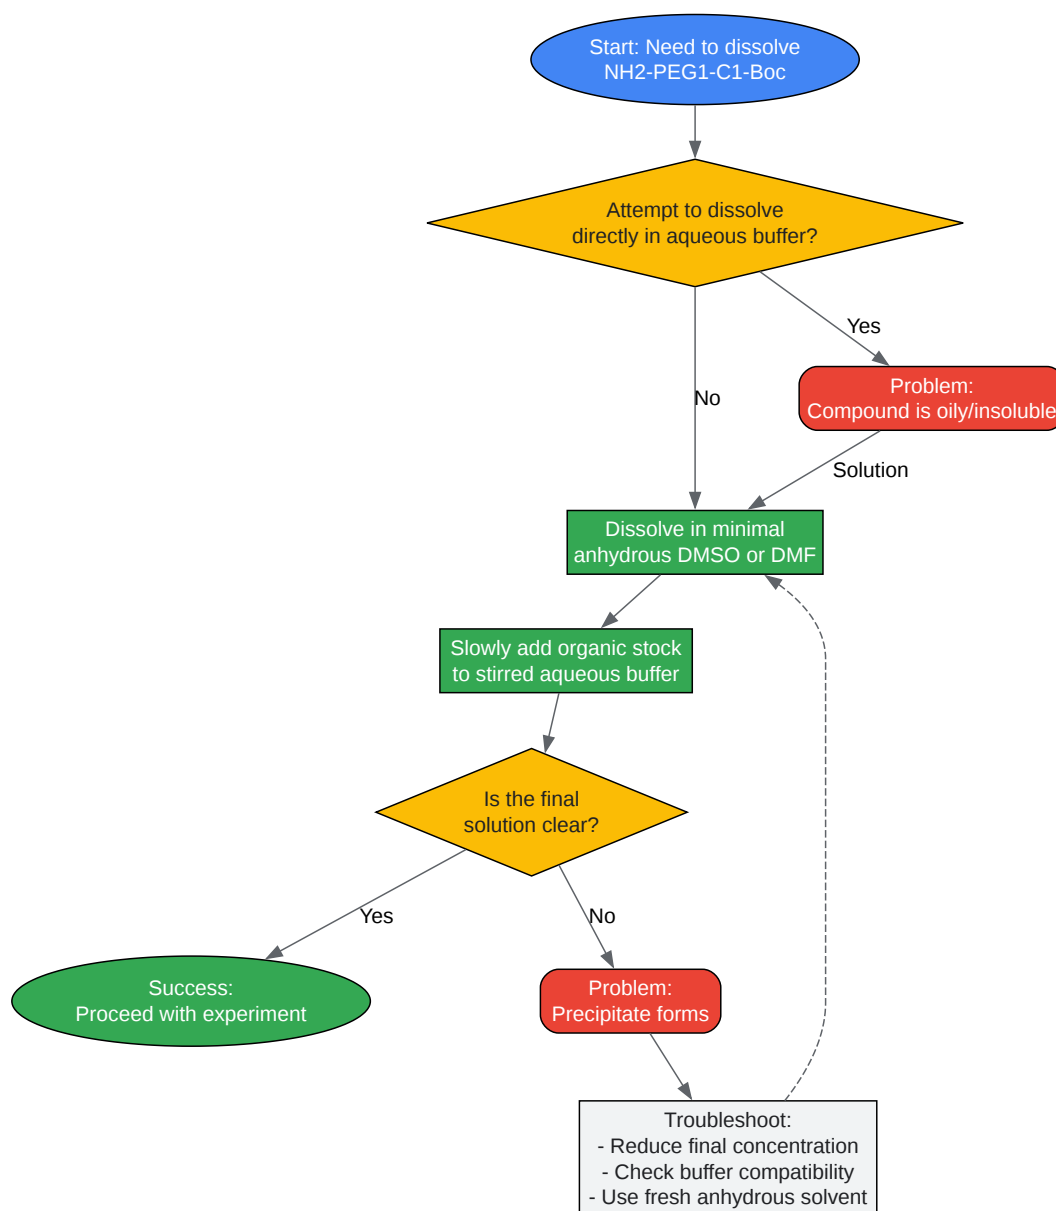 Start: Need to dissolve
NH2-PEG1-C1-Boc
Attempt to dissolve
directly in aqueous buffer?
Yes
No
Problem:
Compound is oily/insoluble
Solution
Dissolve in minimal
anhydrous DMSO or DMF
Slowly add organic stock
to stirred aqueous buffer
Is the final
solution clear?
Yes
No
Success:
Proceed with experiment
Problem:
Precipitate forms
Troubleshoot:
- Reduce final concentration
- Check buffer compatibility
- Use fresh anhydrous solvent